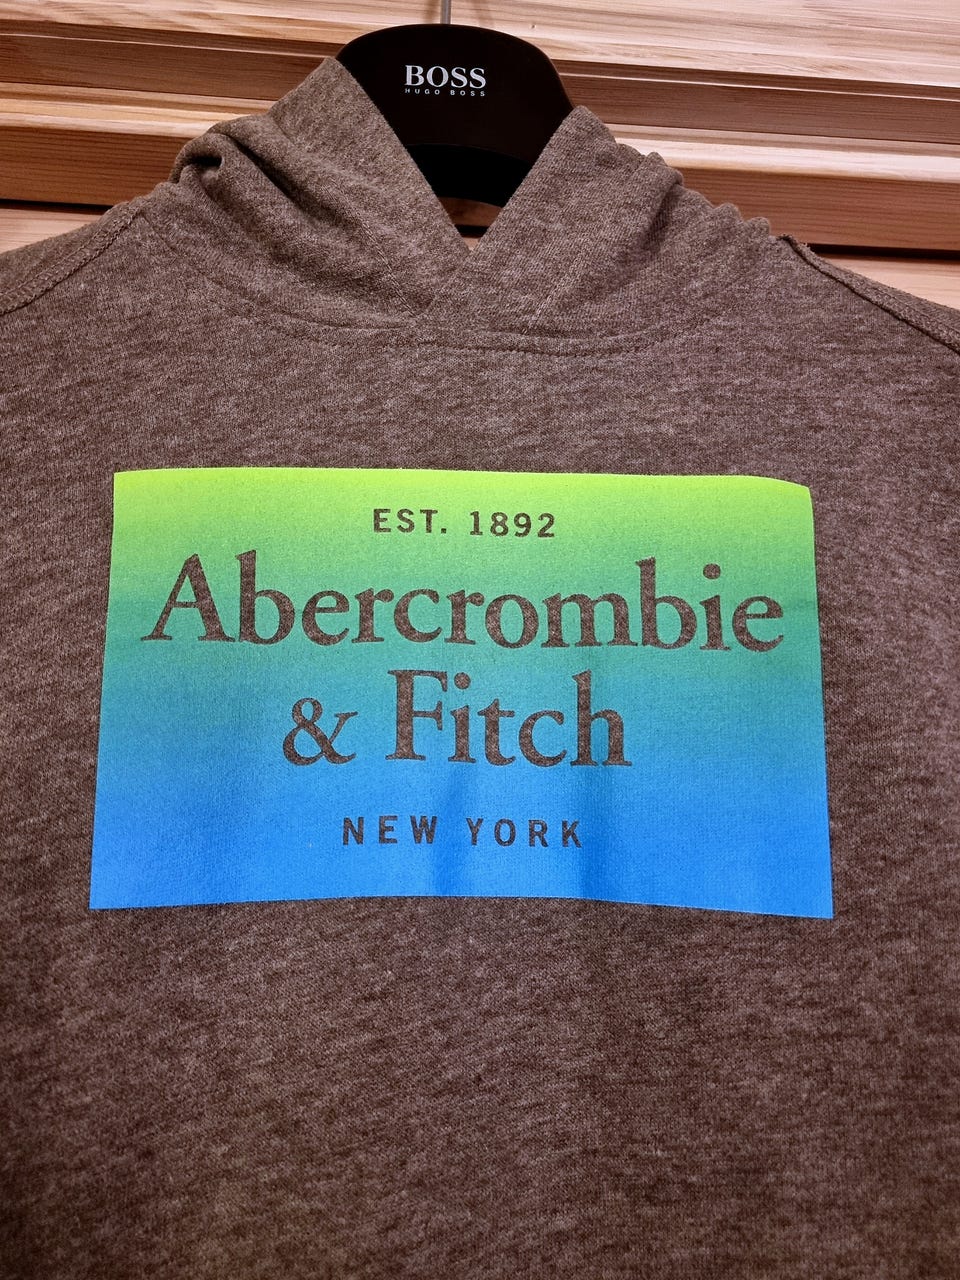 BOSS
HUGO BOSS
EST. 1892
Abercrombie
& Fitch
NEW YORK